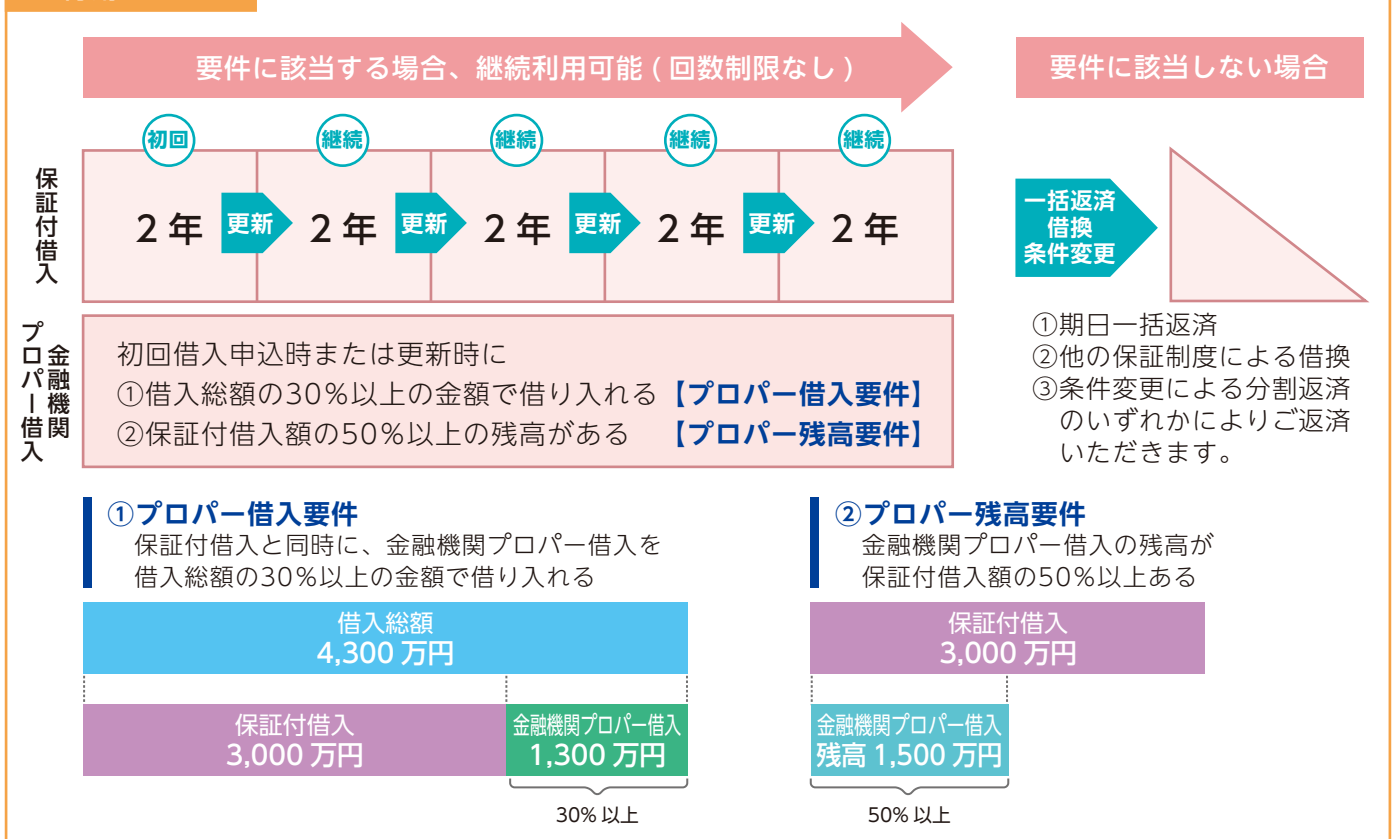 要件に該当する場合、継続利用可能 ( 回数制限なし )
要件に該当しない場合
初回
継続
継続
継続
継続
保証付借入
2 年
更新
2 年
更新
2 年
更新
2 年
更新
2 年
一括返済
借換
条件変更
金融機関
プロパー借入
初回借入申込時または更新時に
①借入総額の30%以上の金額で借り入れる【プロパー借入要件】
②保証付借入額の50%以上の残高がある 【プロパー残高要件】
①期日一括返済
②他の保証制度による借換
③条件変更による分割返済
のいずれかによりご返済
いただきます。
①プロパー借入要件
保証付借入と同時に、金融機関プロパー借入を
借入総額の30%以上の金額で借り入れる
借入総額
4,300 万円
保証付借入
3,000 万円
金融機関プロパー借入
1,300 万円
30% 以上
②プロパー残高要件
金融機関プロパー借入の残高が
保証付借入額の50%以上ある
保証付借入
3,000 万円
金融機関プロパー借入
残高 1,500 万円
50% 以上